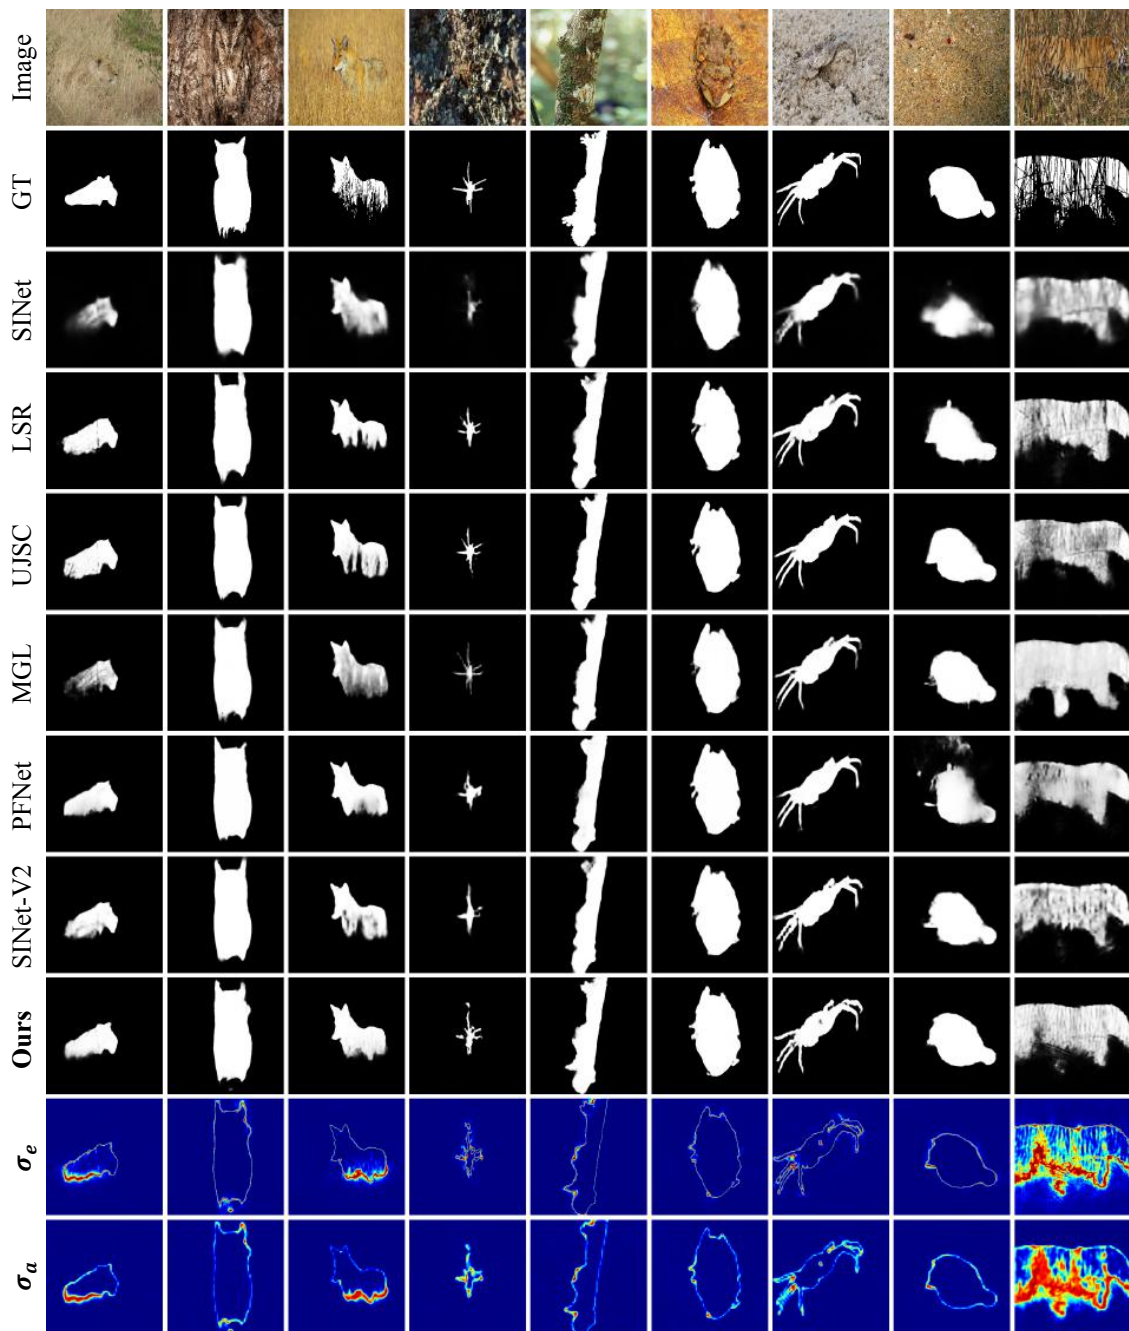 Image
GT
SINet
LSR
UJSC
MGL
PFNet
SINet-V2
Ours
σₑ
σₐ